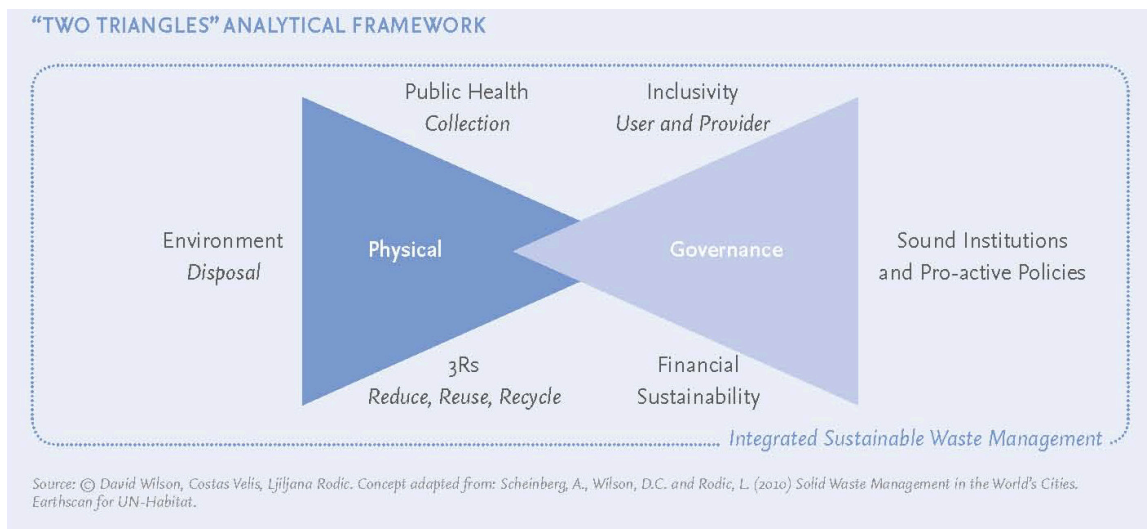 “TWO TRIANGLES” ANALYTICAL FRAMEWORK
Public Health
Collection
Inclusivity
User and Provider
Environment
Disposal
Physical
Governance
Sound Institutions
and Pro-active Policies
3Rs
Reduce, Reuse, Recycle
Financial
Sustainability
Integrated Sustainable Waste Management
Source: © David Wilson, Costas Velis, Ljiljana Rodic. Concept adapted from: Scheinberg, A., Wilson, D.C. and Rodic, L. (2010) Solid Waste Management in the World’s Cities.
Earthscan for UN-Habitat.